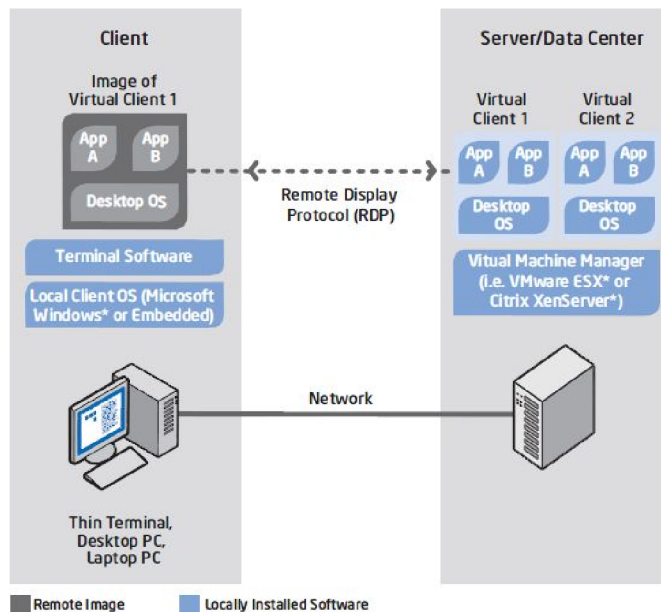 Client
Image of
Virtual Client 1
App
A
App
B
Desktop OS
Terminal Software
Local Client OS (Microsoft
Windows* or Embedded)
Thin Terminal,
Desktop PC,
Laptop PC
Remote Display
Protocol (RDP)
Network
Server/Data Center
Virtual
Client 1
Virtual
Client 2
App
A
App
B
App
A
App
B
Desktop
OS
Desktop
OS
Vitual Machine Manager
(i.e. VMware ESX* or
Citrix XenServer*)
Remote Image
Locally Installed Software